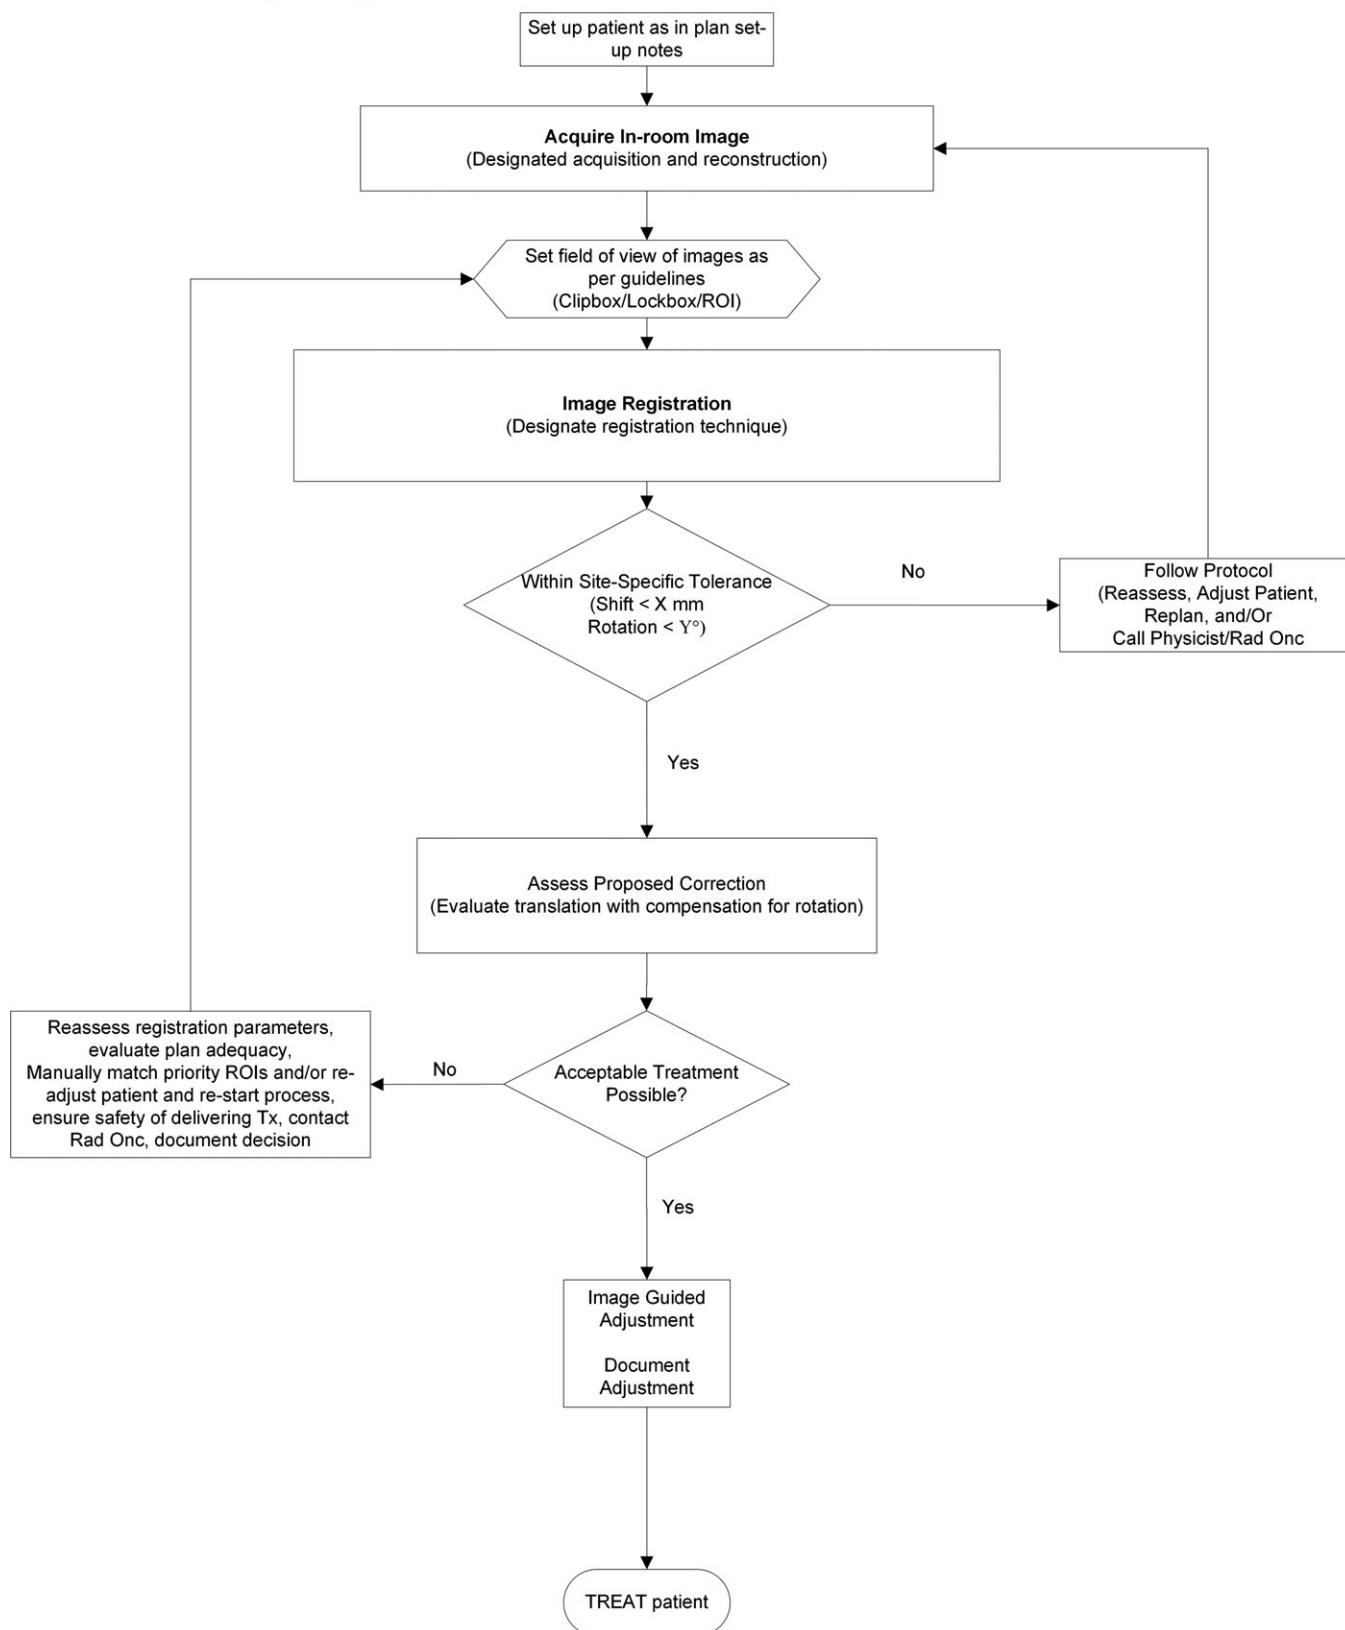 Set up patient as in plan set-
up notes
Acquire In-room Image
(Designated acquisition and reconstruction)
Set field of view of images as
per guidelines
(Clipbox/Lockbox/ROI)
Image Registration
(Designate registration technique)
Within Site-Specific Tolerance
(Shift < X mm
Rotation < Y°)
No
Follow Protocol
(Reassess, Adjust Patient,
Replan, and/Or
Call Physicist/Rad Onc
Yes
Assess Proposed Correction
(Evaluate translation with compensation for rotation)
Reassess registration parameters,
evaluate plan adequacy,
Manually match priority ROIs and/or re-
adjust patient and re-start process,
ensure safety of delivering Tx, contact
Rad Onc, document decision
No
Acceptable Treatment
Possible?
Yes
Image Guided
Adjustment
Document
Adjustment
TREAT patient